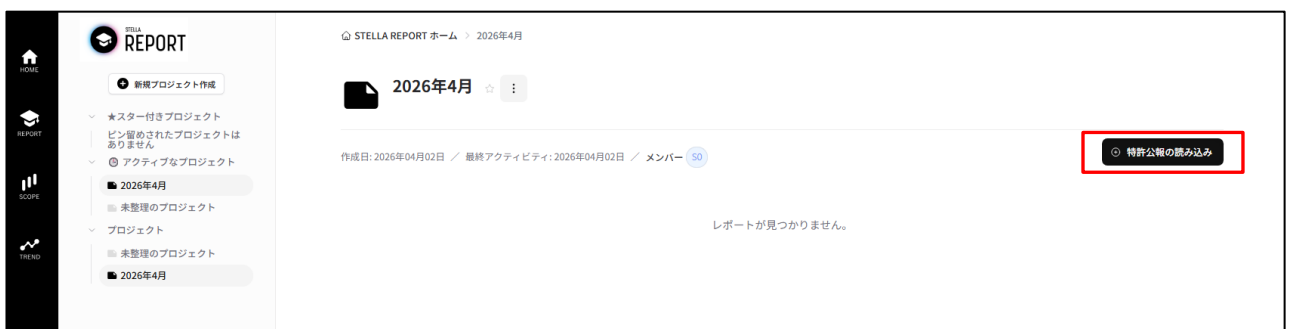 HOME
REPORT
SCOPE
TREND
STELLA
REPORT
新規プロジェクト作成
★スター付きプロジェクト
ピン留めされたプロジェクトは
ありません
アクティブなプロジェクト
2026年4月
未整理のプロジェクト
プロジェクト
未整理のプロジェクト
2026年4月
STELLA REPORT ホーム > 2026年4月
2026年4月
作成日: 2026年04月02日 ／ 最終アクティビティ: 2026年04月02日 ／ メンバー SO
特許公報の読み込み
レポートが見つかりません。